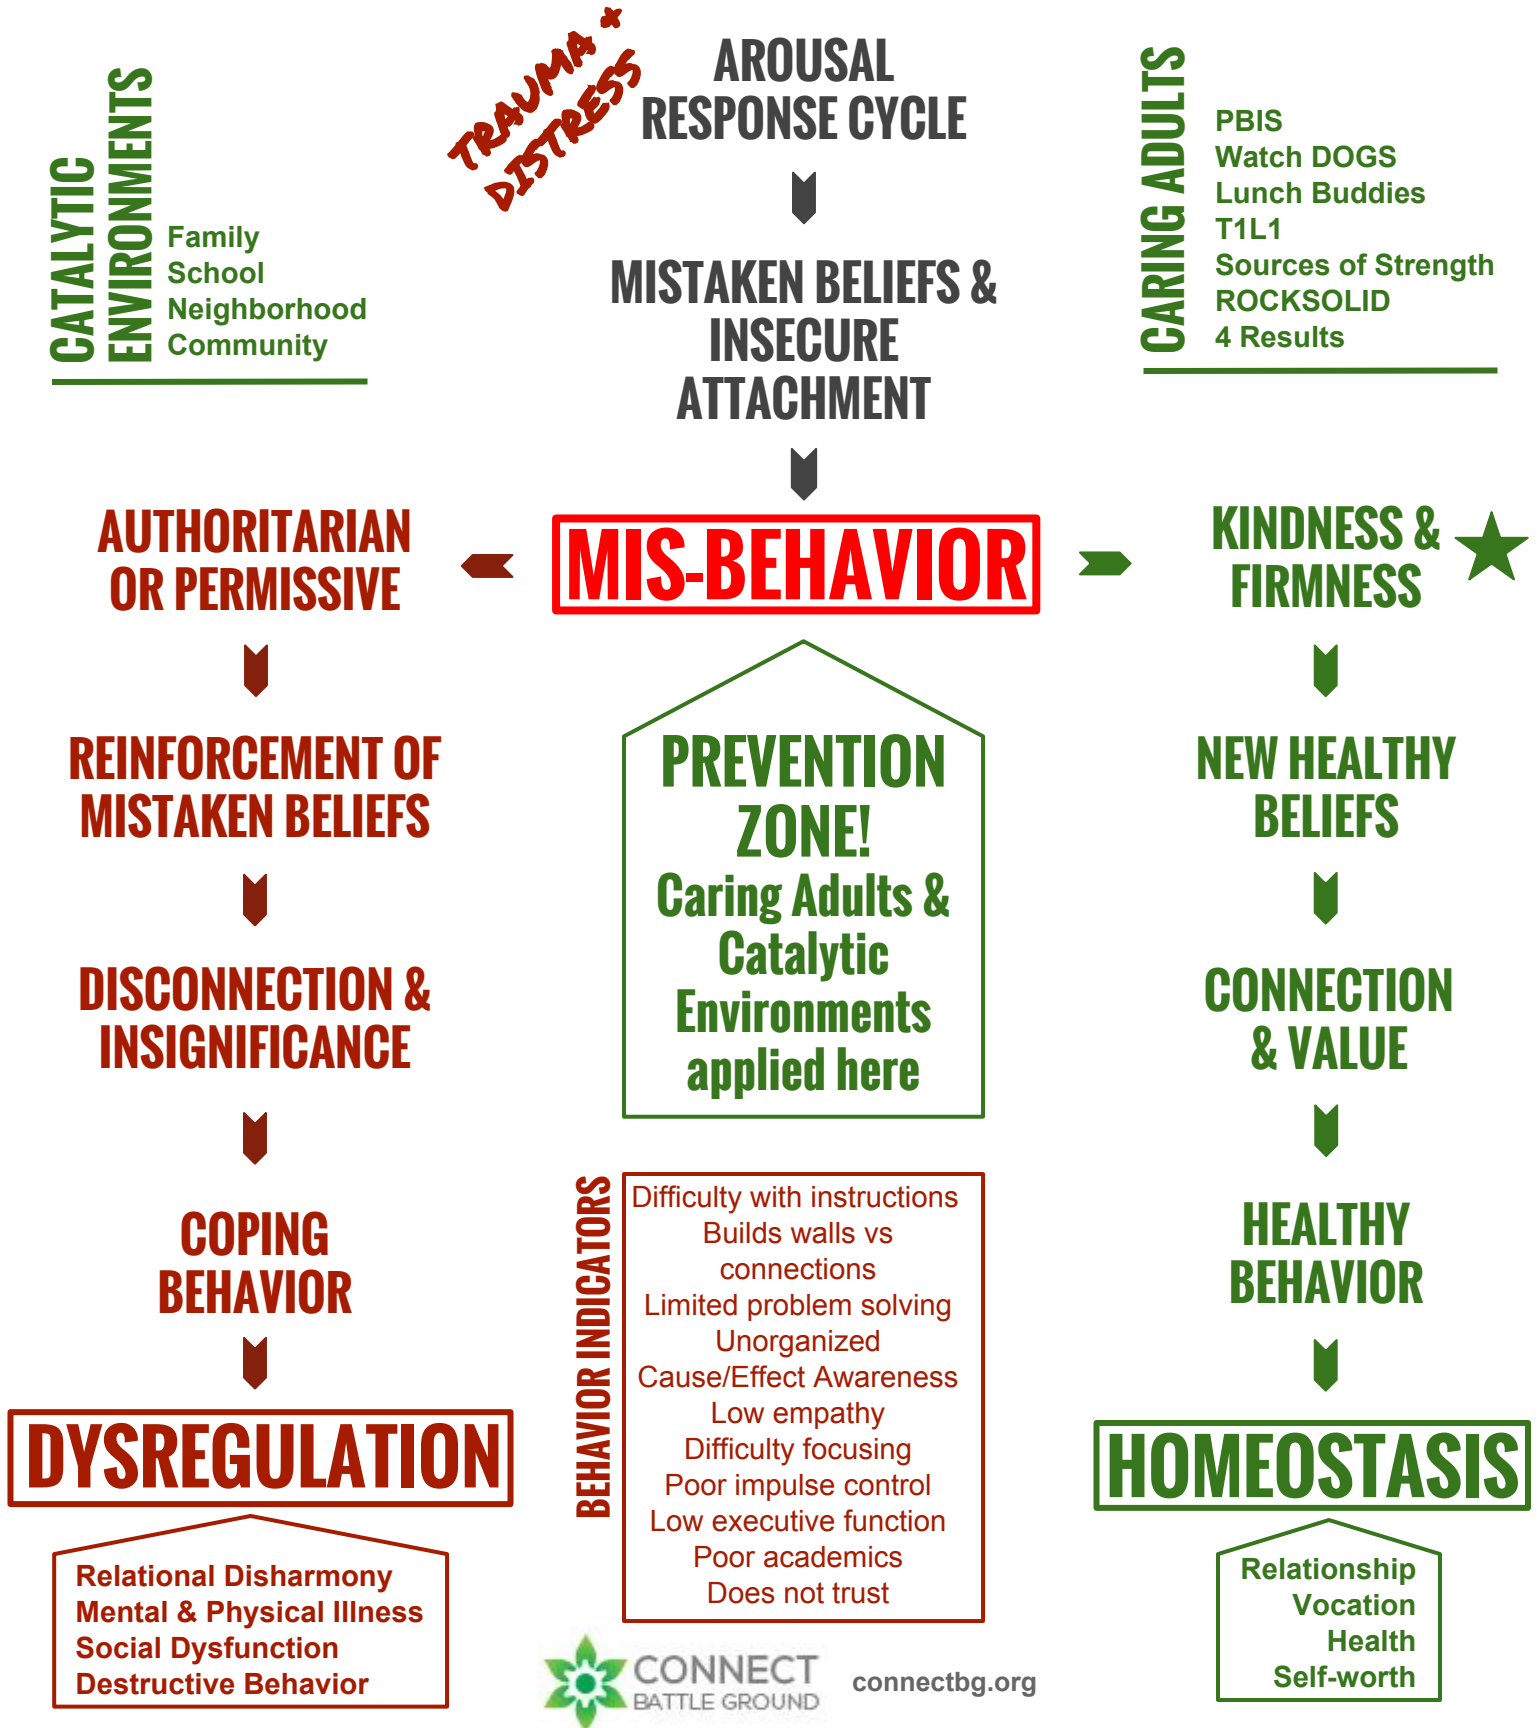 TRAUMA +
DISTRESS
AROUSAL
RESPONSE CYCLE
CATALYTIC
ENVIRONMENTS
Family
School
Neighborhood
Community
CARING ADULTS
PBIS
Watch DOGS
Lunch Buddies
T1L1
Sources of Strength
ROCKSOLID
4 Results
MISTAKEN BELIEFS &
INSECURE
ATTACHMENT
MIS-BEHAVIOR
AUTHORITARIAN
OR PERMISSIVE
REINFORCEMENT OF
MISTAKEN BELIEFS
DISCONNECTION &
INSIGNIFICANCE
COPING
BEHAVIOR
DYSREGULATION
Relational Disharmony
Mental & Physical Illness
Social Dysfunction
Destructive Behavior
PREVENTION
ZONE!
Caring Adults &
Catalytic
Environments
applied here
BEHAVIOR INDICATORS
Difficulty with instructions
Builds walls vs
connections
Limited problem solving
Unorganized
Cause/Effect Awareness
Low empathy
Difficulty focusing
Poor impulse control
Low executive function
Poor academics
Does not trust
KINDNESS &
FIRMNESS
NEW HEALTHY
BELIEFS
CONNECTION
& VALUE
HEALTHY
BEHAVIOR
HOMEOSTASIS
Relationship
Vocation
Health
Self-worth
CONNECT
BATTLE GROUND
connectbg.org